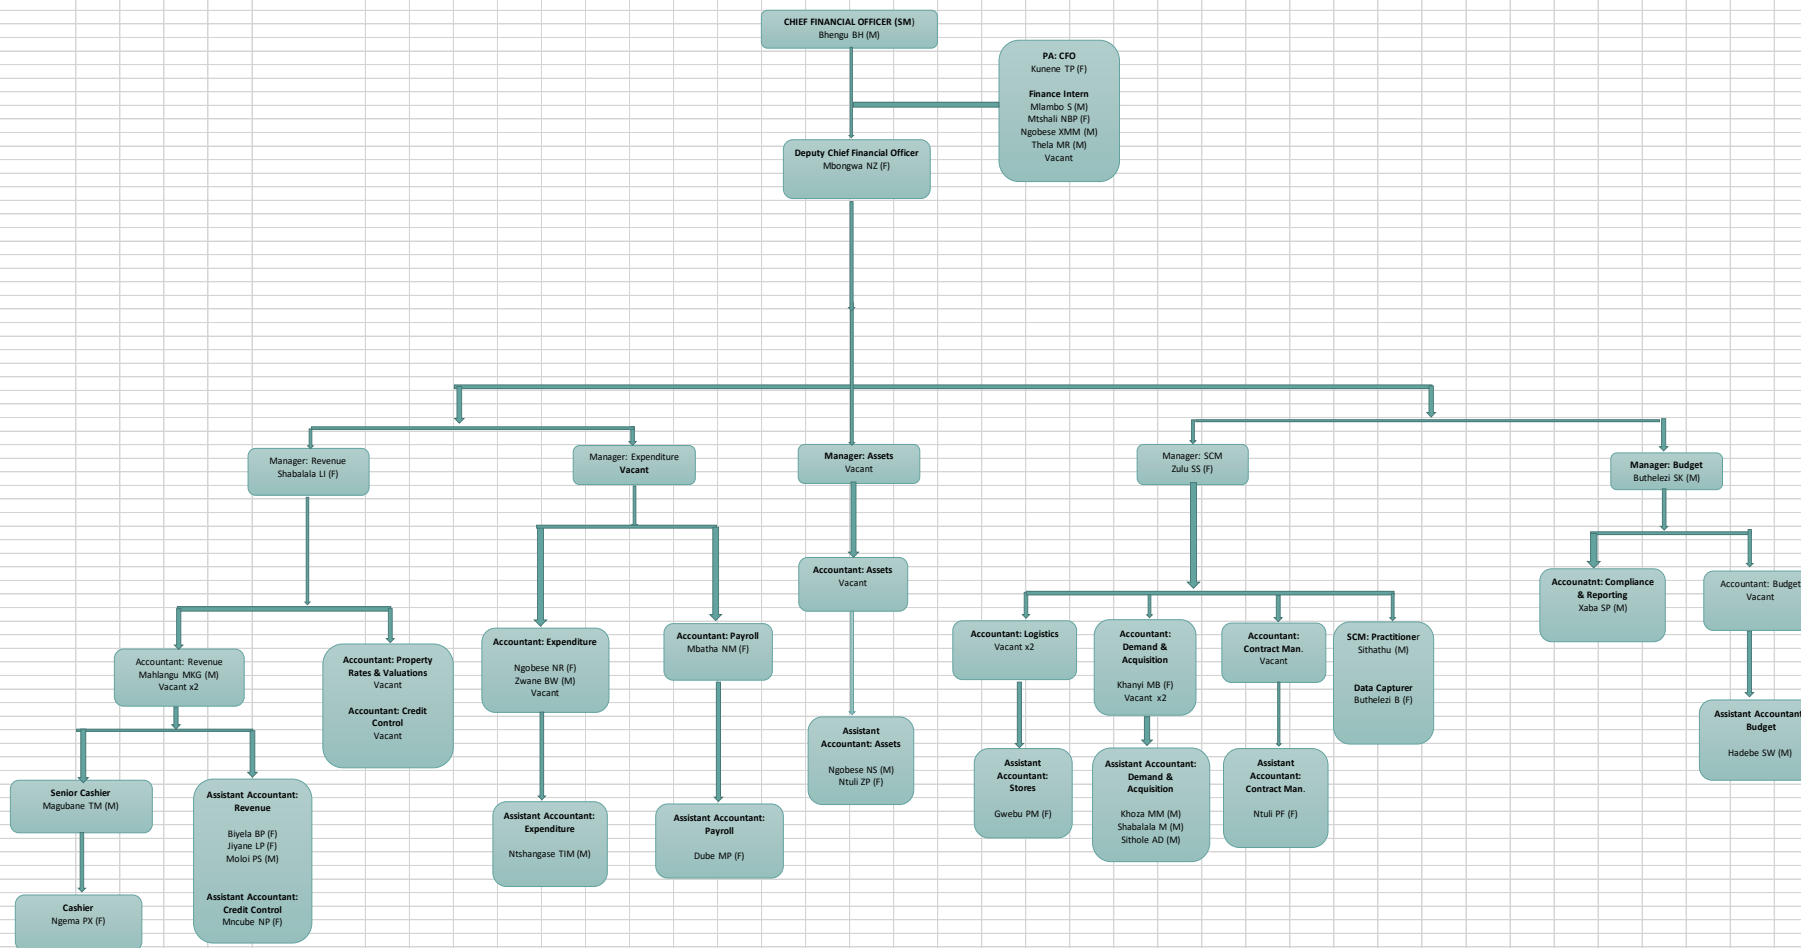 CHIEF FINANCIAL OFFICER (SM)
Bhengu BH (M)
PA: CFO
Kunene TP (F)
Finance Intern
Mlambo S (M)
Mtshali NBP (F)
Ngobese XMM (M)
Thela MR (M)
Vacant
Deputy Chief Financial Officer
Mbongwa NZ (F)
Manager: Revenue
Shabalala LI (F)
Manager: Expenditure
Vacant
Manager: Assets
Vacant
Manager: SCM
Zulu SS (F)
Manager: Budget
Buthelezi SK (M)
Accountant: Revenue
Mahlangu MKG (M)
Vacant x2
Accountant: Property
Rates & Valuations
Vacant
Accountant: Credit
Control
Vacant
Accountant: Expenditure
Ngobese NR (F)
Zwane BW (M)
Vacant
Accountant: Payroll
Mbatha NM (F)
Accountant: Assets
Vacant
Accountant: Logistics
Vacant x2
Accountant:
Demand &
Acquisition
Khanyi MB (F)
Vacant x2
Accountant:
Contract Man.
Vacant
SCM: Practitioner
Sithathu (M)
Data Capturer
Buthelezi B (F)
Accounatnt: Compliance
& Reporting
Xaba SP (M)
Accountant: Budget
Vacant
Senior Cashier
Magubane TM (M)
Assistant Accountant:
Revenue
Biyela BP (F)
Jiyane LP (F)
Moloi PS (M)
Assistant Accountant:
Credit Control
Mncube NP (F)
Cashier
Ngema PX (F)
Assistant Accountant:
Expenditure
Ntshangase TIM (M)
Assistant Accountant:
Payroll
Dube MP (F)
Assistant
Accountant: Assets
Ngobese NS (M)
Ntuli ZP (F)
Assistant
Accountant:
Stores
Gwebu PM (F)
Assistant Accountant:
Demand &
Acquisition
Khoza MM (M)
Shabalala M (M)
Sithole AD (M)
Assistant
Accountant:
Contract Man.
Ntuli PF (F)
Assistant Accountant
Budget
Hadebe SW (M)